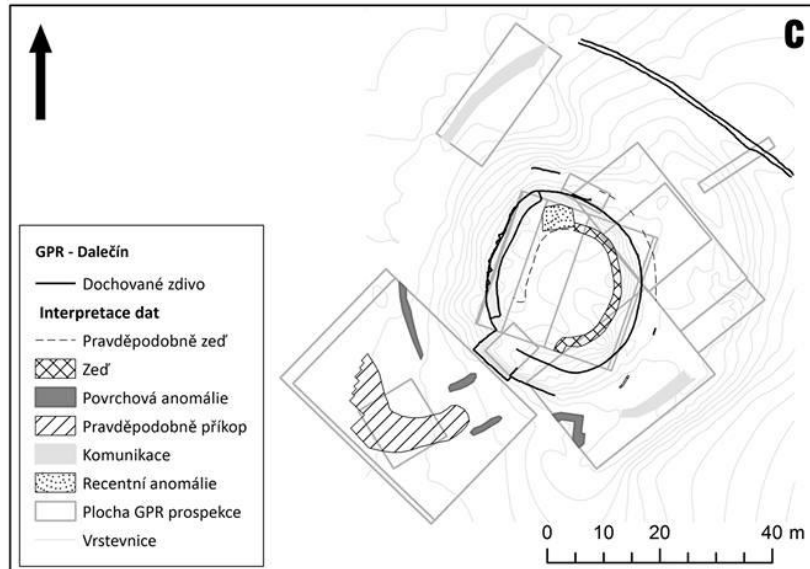 C
GPR - Dalečín
Dochované zdivo
Interpretace dat
Pravděpodobně zeď
Zeď
Povrchová anomálie
Pravděpodobně příkop
Komunikace
Recentní anomálie
Plocha GPR prospekce
Vrstevnice
0 10 20 40 m